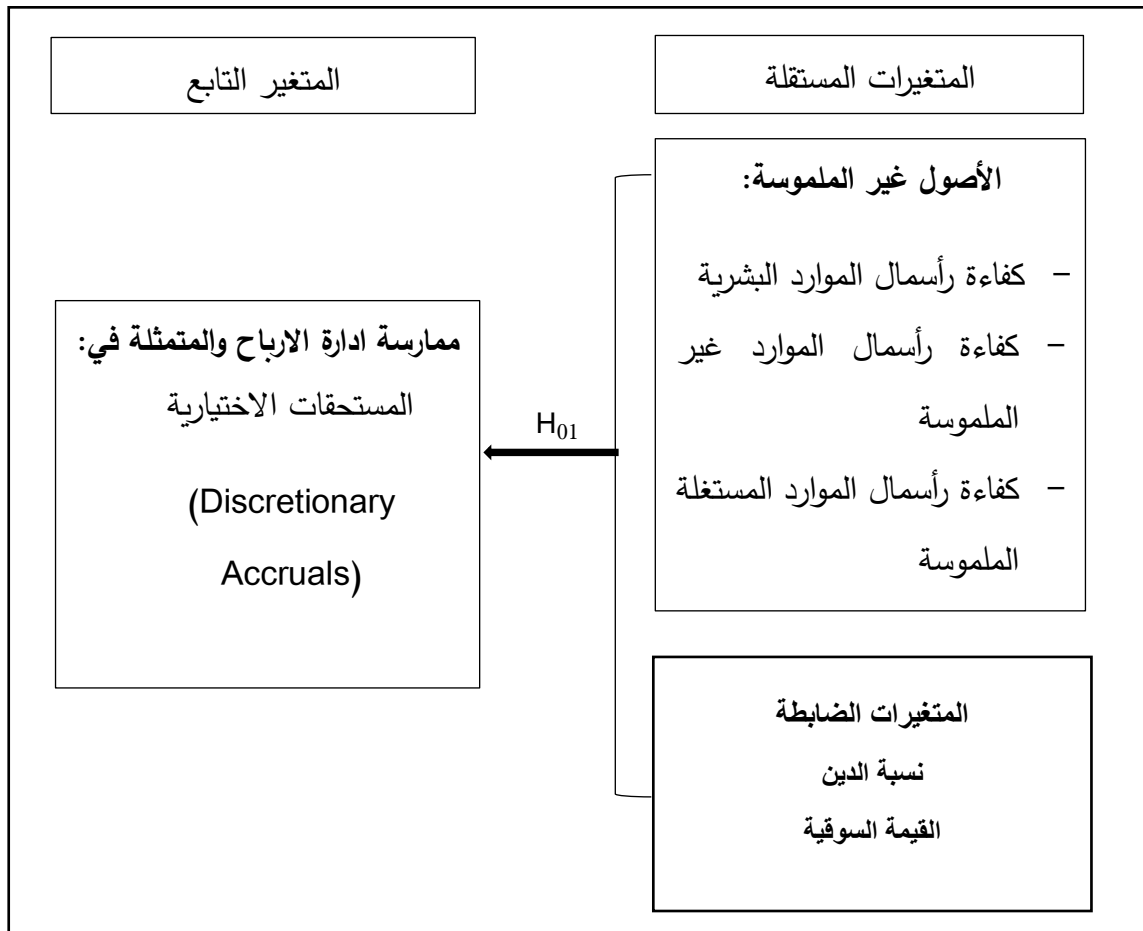 المتغيرات المستقلة
المتغير التابع
الأصول غير الملموسة:
- كفاءة رأسمال الموارد البشرية
- كفاءة رأسمال الموارد غير
الملموسة
- كفاءة رأسمال الموارد المستغلة
الملموسة
H01
ممارسة ادارة الارباح والمتمثلة في:
المستحقات الاختيارية
(Discretionary
Accruals)
المتغيرات الضابطة
نسبة الدين
القيمة السوقية